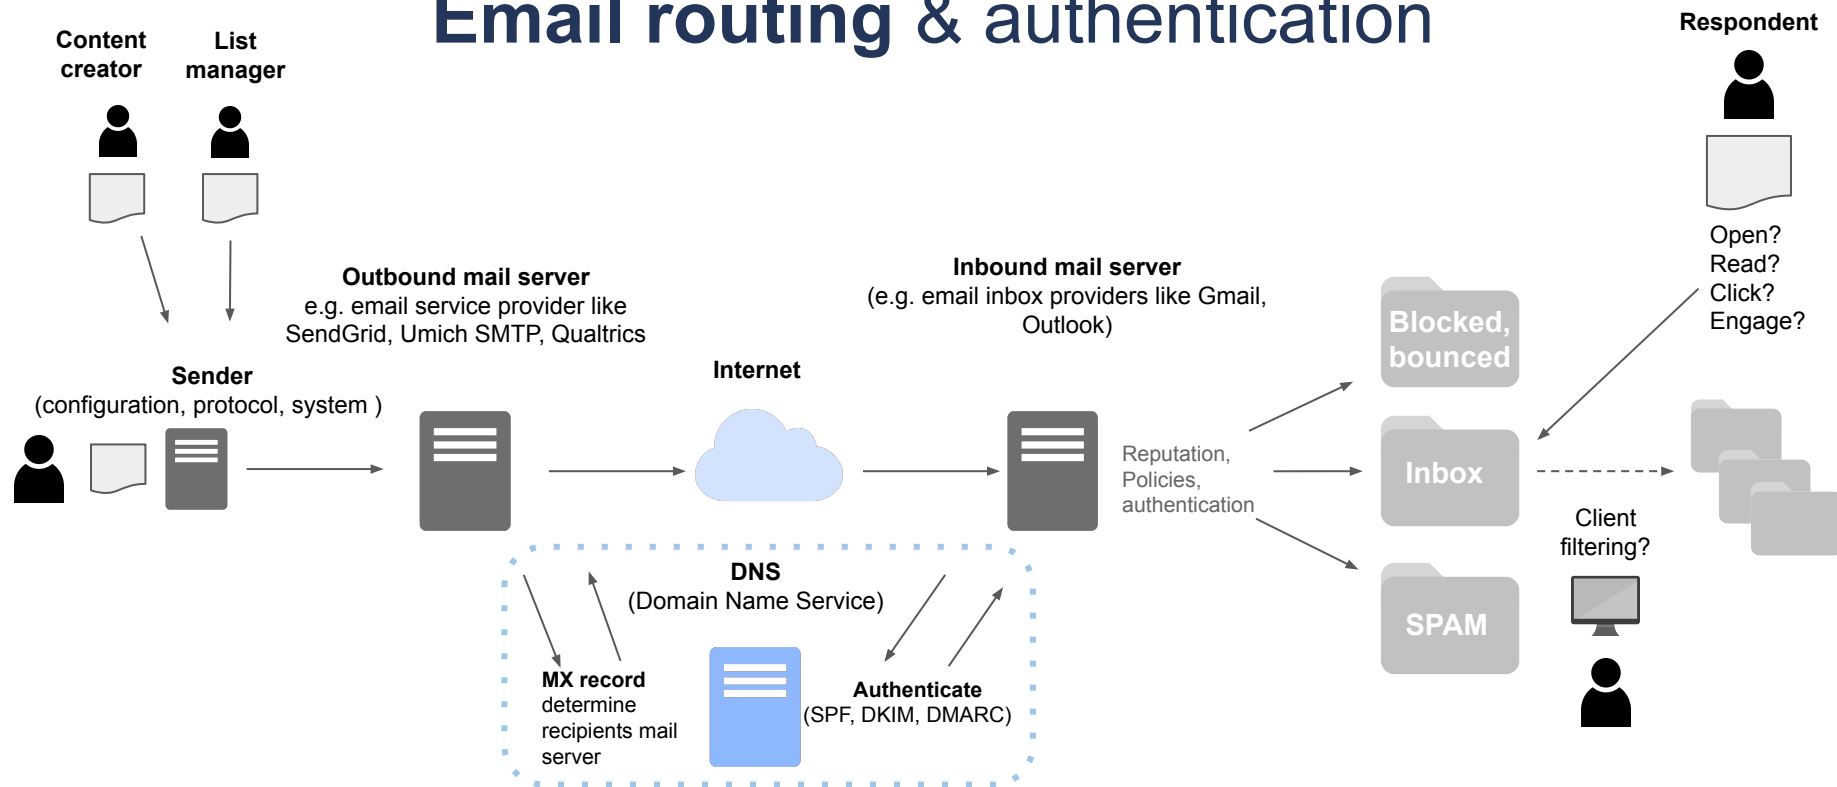 Email routing & authentication
Content
creator
List
manager
Respondent
Open?
Read?
Click?
Engage?
Outbound mail server
e.g. email service provider like
SendGrid, Umich SMTP, Qualtrics
Inbound mail server
(e.g. email inbox providers like Gmail,
Outlook)
Sender
(configuration, protocol, system )
Internet
Reputation,
Policies,
authentication
Blocked,
bounced
Inbox
SPAM
Client
filtering?
DNS
(Domain Name Service)
MX record
determine
recipients mail
server
Authenticate
(SPF, DKIM, DMARC)